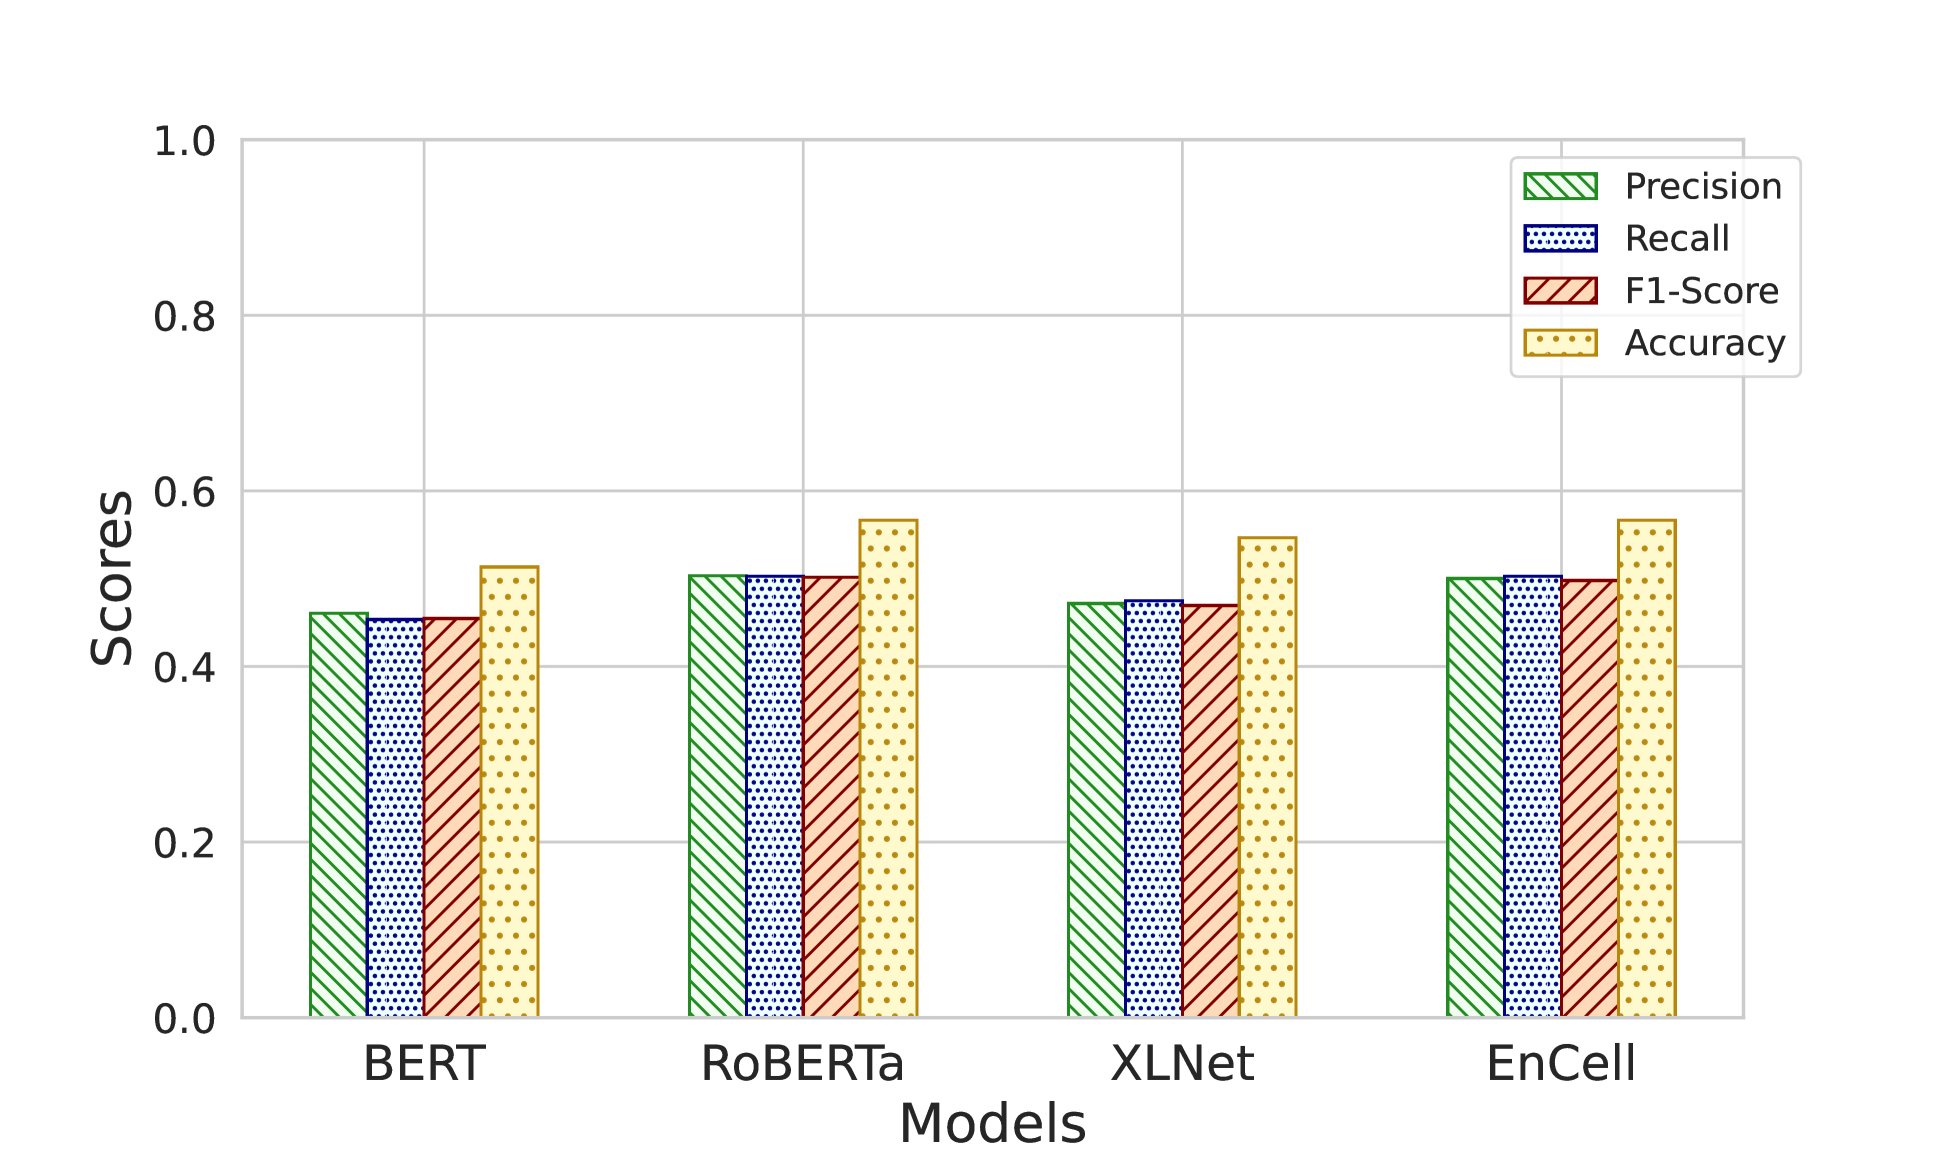 1.0
0.8
0.6
0.4
0.2
0.0
Scores
Precision
Recall
F1-Score
Accuracy
BERT RoBERTa XLNet EnCell
Models